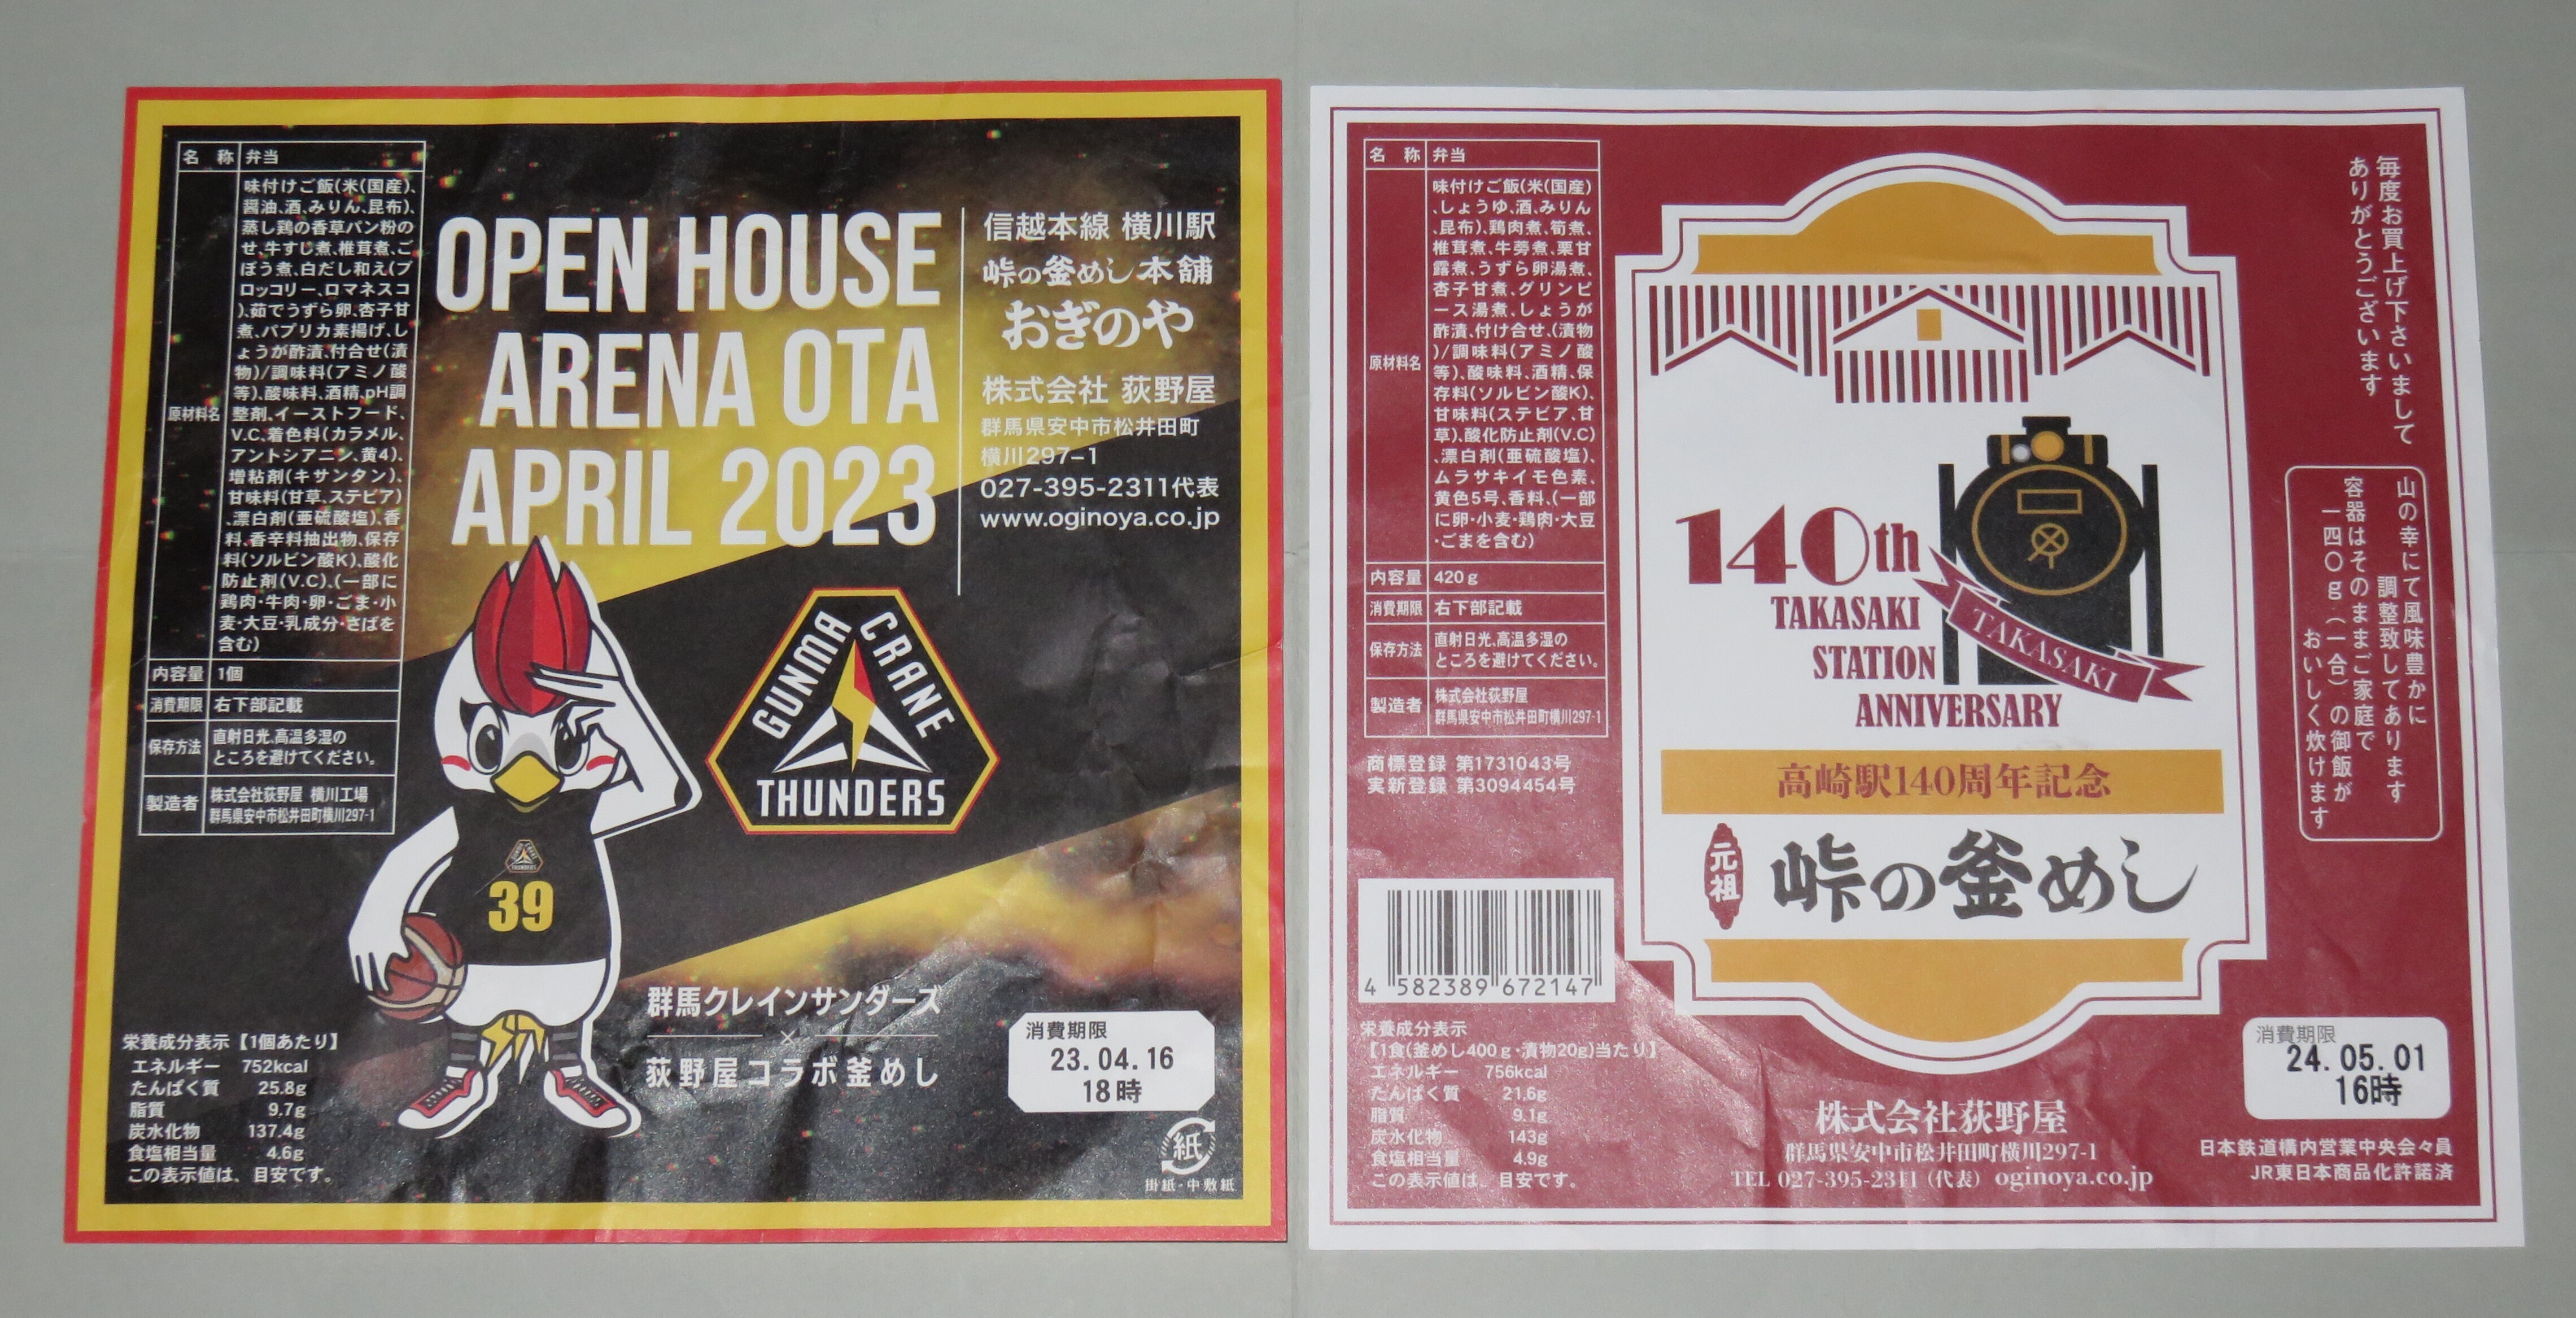 名 称 弁当
原材料名
味付けご飯(米(国産)、
醤油、酒、みりん、昆布)、
蒸し鶏の香草パン粉の
せ、牛すじ煮、椎茸煮、ご
ぼう煮、白だし和え(ブ
ロッコリー、ロマネスコ
)、茹でうずら卵、杏子甘
煮、パプリカ素揚げ、し
ょうが酢漬、付合せ(漬
物)/調味料(アミノ酸
等)、酸味料、酒精、pH調
整剤、イーストフード、
V.C、着色料(カラメル、
アントシアニン、黄4)、
増粘剤(キサンタン)、
甘味料(甘草、ステビア)
、漂白剤(亜硫酸塩)、香
料、香辛料抽出物、保存
料(ソルビン酸K)、酸化
防止剤(V.C)、(一部に
鶏肉・牛肉・卵・ごま・小
麦・大豆・乳成分・さばを
含む)
内容量 1個
消費期限 右下部記載
保存方法 直射日光、高温多湿の
ところを避けてください。
製造者 株式会社荻野屋 横川工場
群馬県安中市松井田町横川297-1
OPEN HOUSE
ARENA OTA
APRIL 2023
信越本線 横川駅
峠の釜めし本舗
おぎのや
株式会社 荻野屋
群馬県安中市松井田町
横川297-1
027-395-2311代表
www.oginoya.co.jp
GUNMA CRANE
THUNDERS
GUNMA CRANE
THUNDERS
39
群馬クレインサンダーズ
×
荻野屋コラボ釜めし
栄養成分表示【1個あたり】
エネルギー 752kcal
たんぱく質 25.8g
脂質 9.7g
炭水化物 137.4g
食塩相当量 4.6g
この表示値は、目安です。
消費期限
23.04.16
18時
紙
掛紙・中敷紙
名 称 弁当
原材料名
味付けご飯(米(国産)
、しょうゆ、酒、みりん
、昆布)、鶏肉煮、筍煮、
椎茸煮、牛蒡煮、栗甘
露煮、うずら卵湯煮、
杏子甘煮、グリンピ
ース湯煮、しょうが
酢漬、付け合せ、(漬物
)/調味料(アミノ酸
等)、酸味料、酒精、保
存料(ソルビン酸K)、
甘味料(ステビア、甘
草)、酸化防止剤(V.C)
、漂白剤(亜硫酸塩)、
ムラサキイモ色素、
黄色5号、香料、(一部
に卵・小麦・鶏肉・大豆
・ごまを含む)
内容量 420g
消費期限 右下部記載
保存方法 直射日光、高温多湿の
ところを避けてください。
製造者 株式会社荻野屋
群馬県安中市松井田町横川297-1
商標登録 第1731043号
実新登録 第3094454号
4 582389 672147
栄養成分表示
【1食(釜めし400g・漬物20g)当たり】
エネルギー 756kcal
たんぱく質 21.6g
脂質 9.1g
炭水化物 143g
食塩相当量 4.9g
この表示値は、目安です。
140th
TAKASAKI
STATION
ANNIVERSARY
TAKASAKI
高崎駅140周年記念
元祖
峠の釜めし
株式会社荻野屋
群馬県安中市松井田町横川297-1
TEL 027-395-2311（代表）oginoya.co.jp
毎度お買上げ下さいまして
ありがとうございます
山の幸にて風味豊かに
調整致してあります
容器はそのままご家庭で
一四〇g（一合）の御飯が
おいしく炊けます
消費期限
24.05.01
16時
日本鉄道構内営業中央会々員
JR東日本商品化許諾済